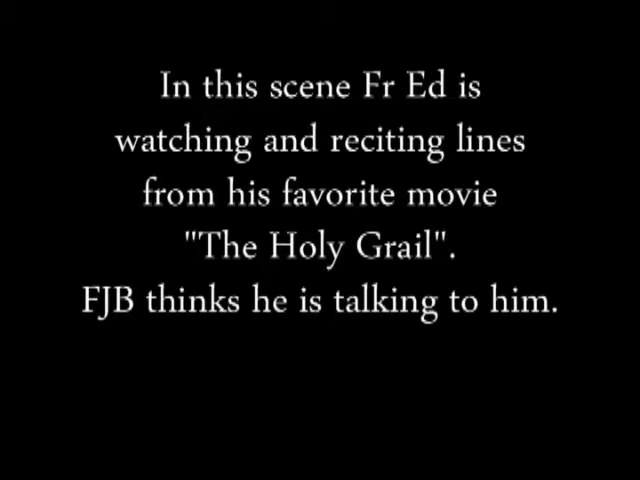 In this scene Fr Ed is
watching and reciting lines
from his favorite movie
"The Holy Grail".
FJB thinks he is talking to him.